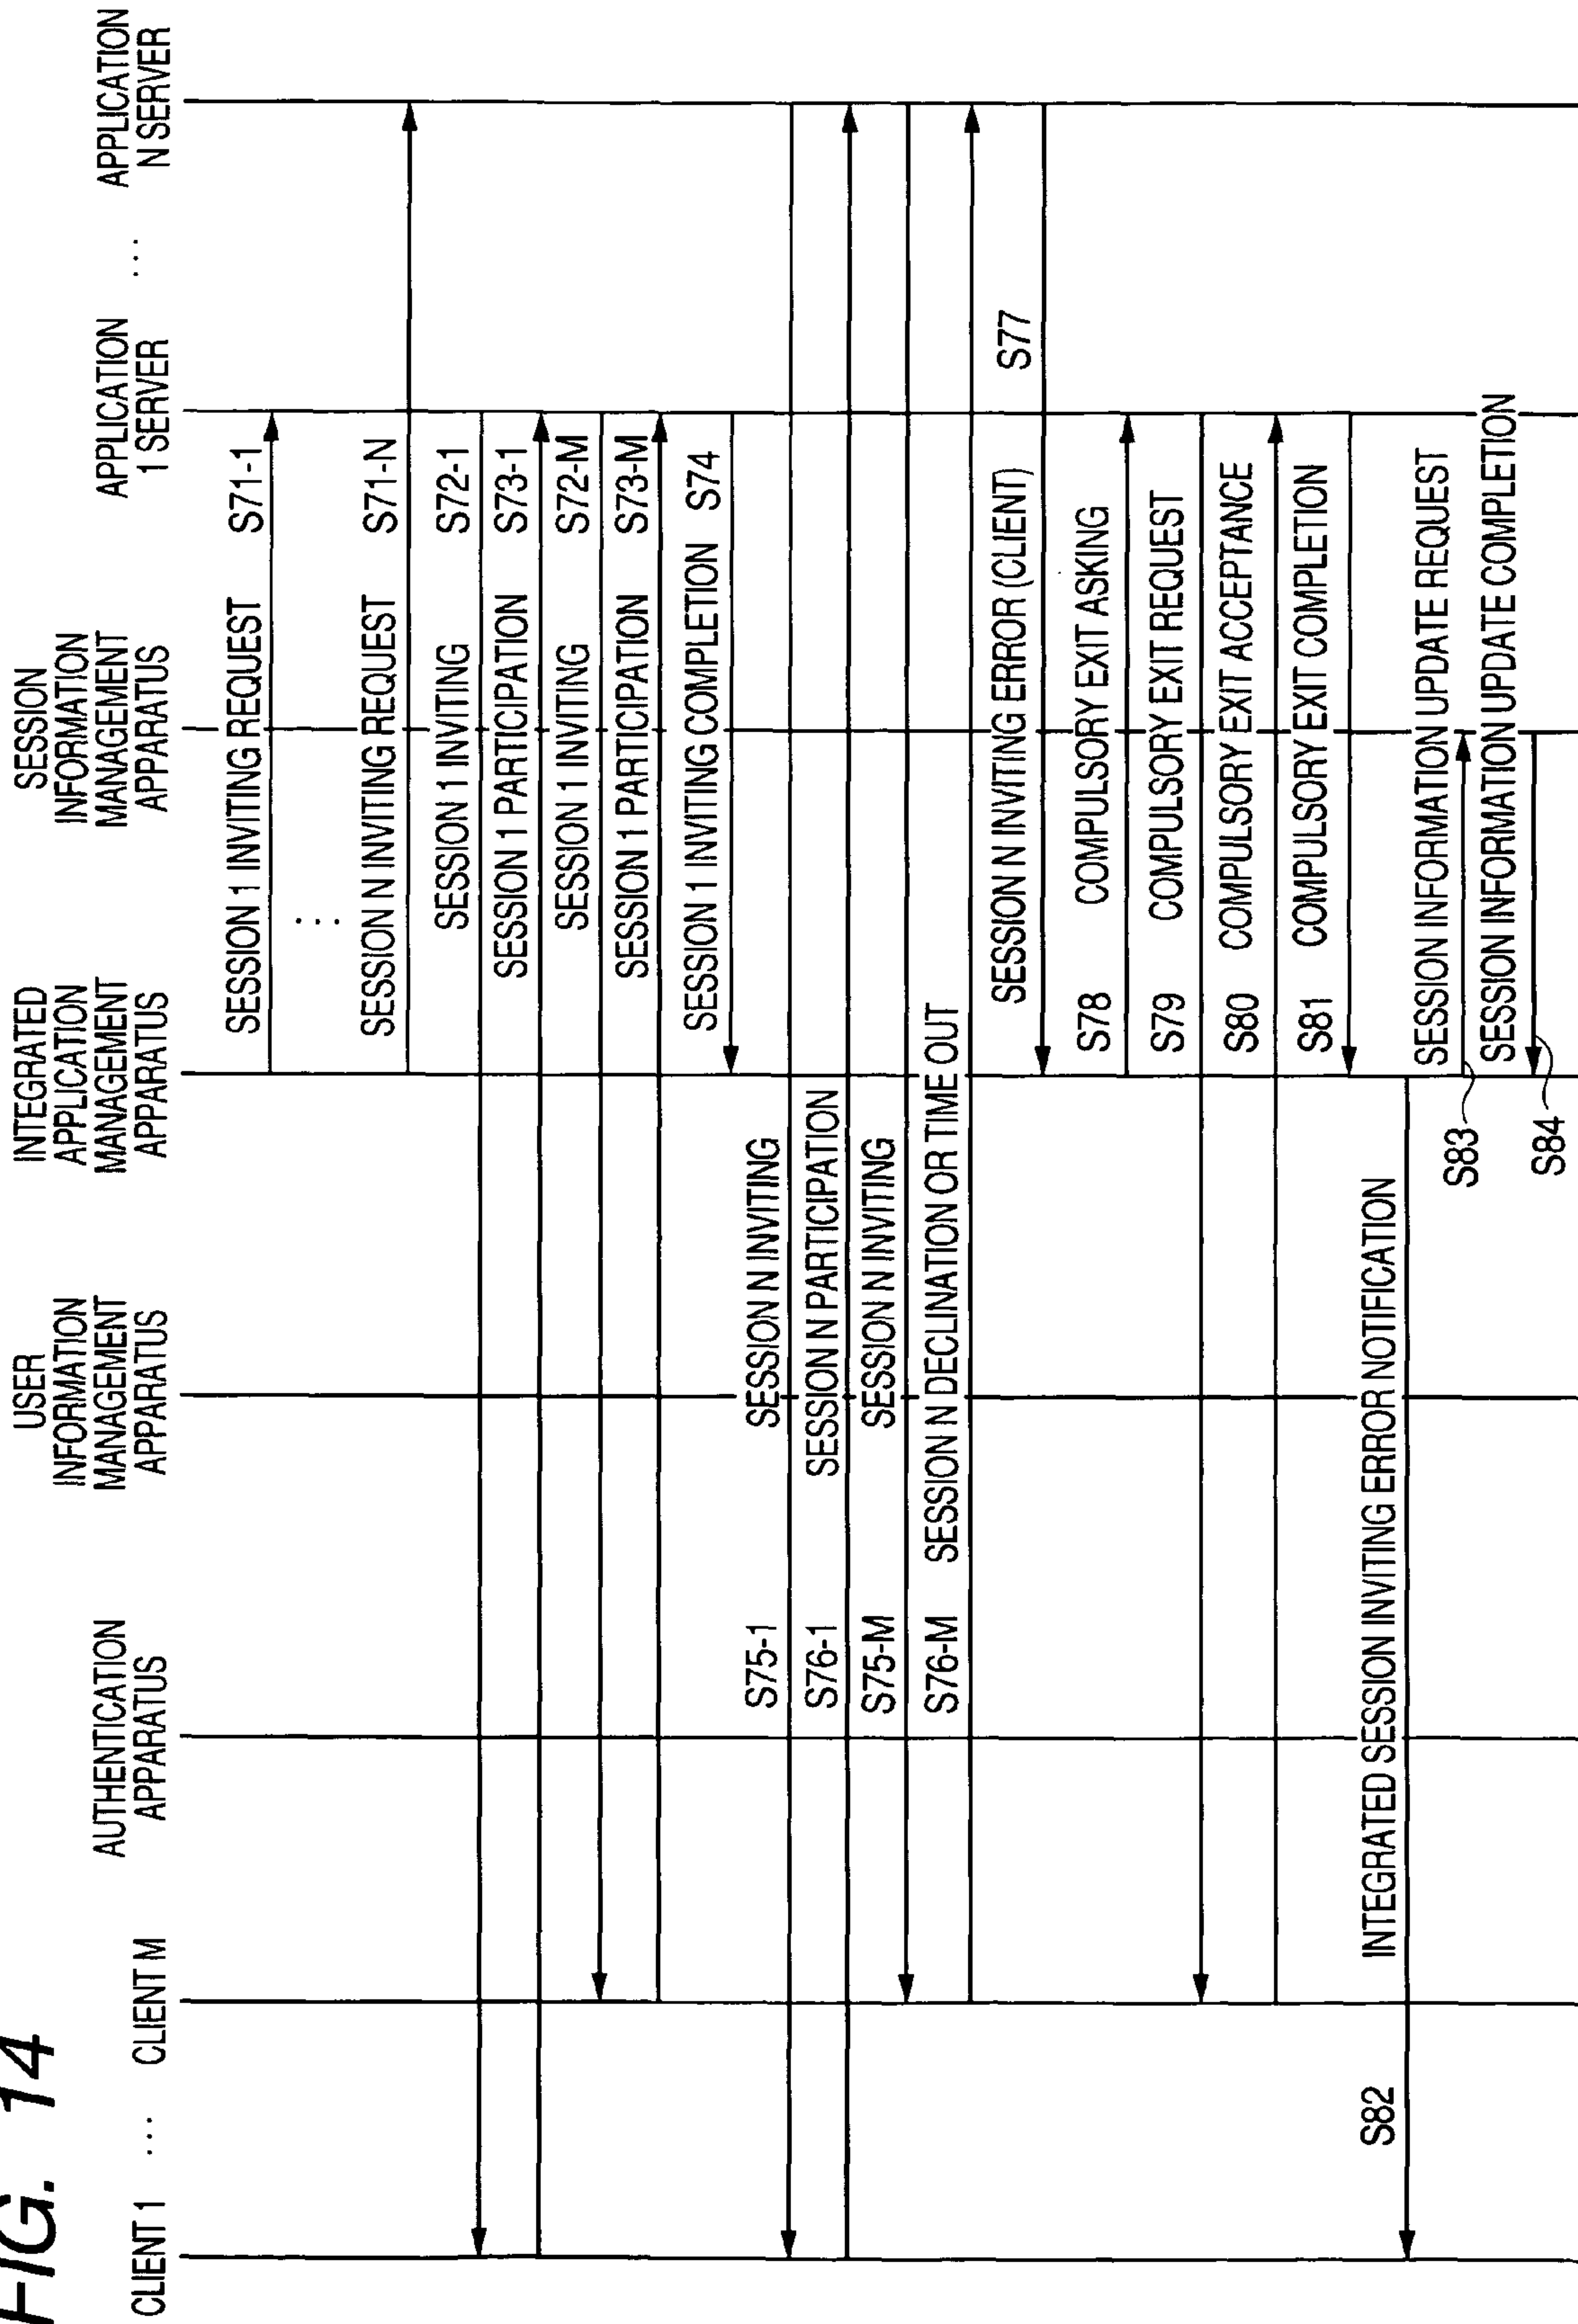 FIG. 14
CLIENT 1
...
CLIENT M
AUTHENTICATION
APPARATUS
USER
INFORMATION
MANAGEMENT
APPARATUS
INTEGRATED
APPLICATION
MANAGEMENT
APPARATUS
SESSION
INFORMATION
MANAGEMENT
APPARATUS
APPLICATION
1 SERVER
...
APPLICATION
N SERVER
SESSION 1 INVITING REQUEST S71-1
...
SESSION N INVITING REQUEST S71-N
SESSION 1 INVITING S72-1
SESSION 1 PARTICIPATION S73-1
SESSION 1 INVITING S72-M
SESSION 1 PARTICIPATION S73-M
SESSION 1 INVITING COMPLETION S74
S75-1 SESSION N INVITING
S76-1 SESSION N PARTICIPATION
S75-M SESSION N INVITING
S76-M SESSION N DECLINATION OR TIME OUT
SESSION N INVITING ERROR (CLIENT) S77
S78 COMPULSORY EXIT ASKING
S79 COMPULSORY EXIT REQUEST
S80 COMPULSORY EXIT ACCEPTANCE
S81 COMPULSORY EXIT COMPLETION
S82 INTEGRATED SESSION INVITING ERROR NOTIFICATION
SESSION INFORMATION UPDATE REQUEST
S83
SESSION INFORMATION UPDATE COMPLETION
S84